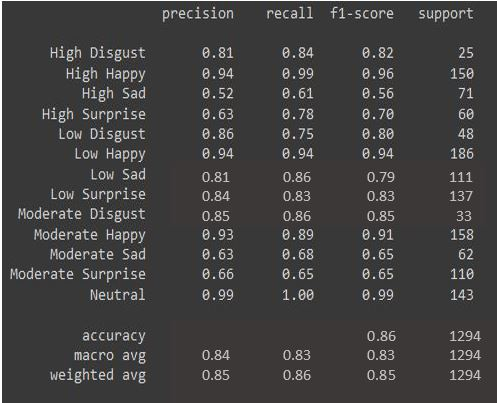 precision recall f1-score support
High Disgust 0.81 0.84 0.82 25
High Happy 0.94 0.99 0.96 150
High Sad 0.52 0.61 0.56 71
High Surprise 0.63 0.78 0.70 60
Low Disgust 0.86 0.75 0.80 48
Low Happy 0.94 0.94 0.94 186
Low Sad 0.81 0.86 0.79 111
Low Surprise 0.84 0.83 0.83 137
Moderate Disgust 0.85 0.86 0.85 33
Moderate Happy 0.93 0.89 0.91 158
Moderate Sad 0.63 0.68 0.65 62
Moderate Surprise 0.66 0.65 0.65 110
Neutral 0.99 1.00 0.99 143
accuracy 0.86 1294
macro avg 0.84 0.83 0.83 1294
weighted avg 0.85 0.86 0.85 1294